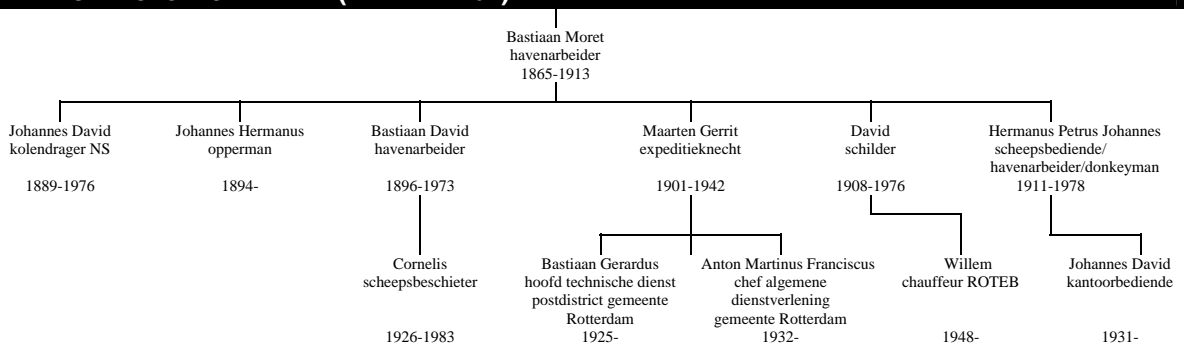 Bastiaan Moret
havenarbeider
1865-1913
Johannes David
kolendrager NS
1889-1976
Johannes Hermanus
opperman
1894-
Bastiaan David
havenarbeider
1896-1973
Maarten Gerrit
expeditieknecht
1901-1942
David
schilder
1908-1976
Hermanus Petrus Johannes
scheepsbediende/
havenarbeider/donkeyman
1911-1978
Cornelis
scheepsbeschieter
1926-1983
Bastiaan Gerardus
hoofd technische dienst
postdistrict gemeente
Rotterdam
1925-
Anton Martinus Franciscus
chef algemene
dienstverlening
gemeente Rotterdam
1932-
Willem
chauffeur ROTEB
1948-
Johannes David
kantoorbediende
1931-